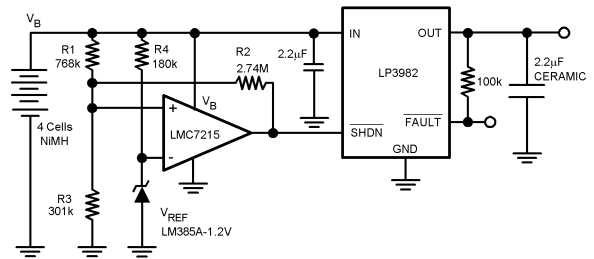 VB
R1
768k
R4
180k
R2
2.74M
2.2μF
IN
OUT
LP3982
SHDN
FAULT
GND
100k
2.2μF
CERAMIC
4 Cells
NiMH
VB
+
LMC7215
-
R3
301k
VREF
LM385A-1.2V